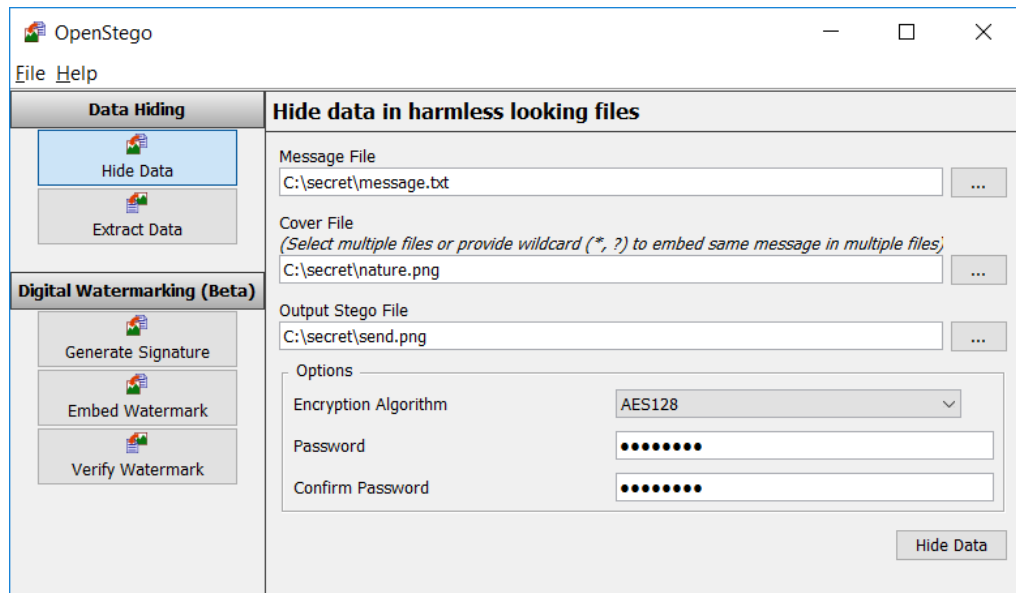 OpenStego
File Help
Data Hiding
Hide Data
Extract Data
Digital Watermarking (Beta)
Generate Signature
Embed Watermark
Verify Watermark
Hide data in harmless looking files
Message File
C:\secret\message.txt
...
Cover File
(Select multiple files or provide wildcard (*, ?) to embed same message in multiple files)
C:\secret\nature.png
...
Output Stego File
C:\secret\send.png
...
Options
Encryption Algorithm
AES128
Password
●●●●●●●●
Confirm Password
●●●●●●●●
Hide Data